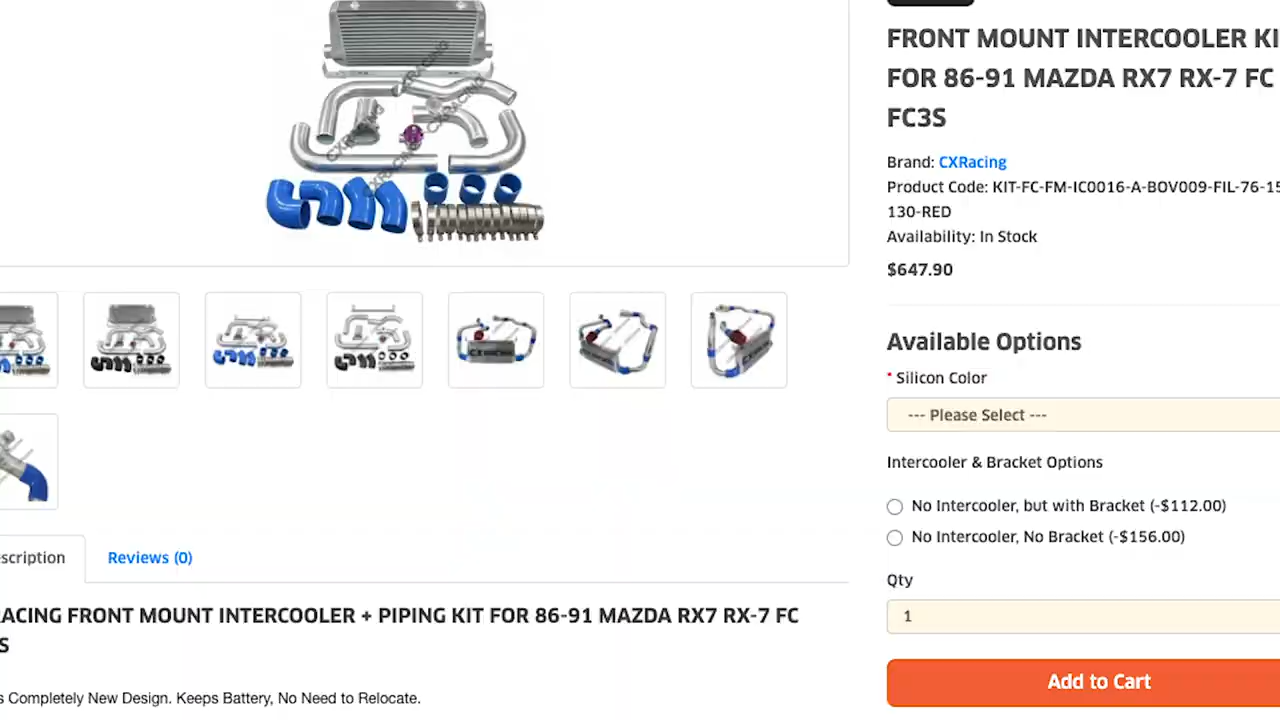 CXRACING
CXRACING
CXRACING
CXRACING
FRONT MOUNT INTERCOOLER KI
FOR 86-91 MAZDA RX7 RX-7 FC
FC3S
Brand: CXRacing
Product Code: KIT-FC-FM-IC0016-A-BOV009-FIL-76-15
130-RED
Availability: In Stock
$647.90
Available Options
* Silicon Color
--- Please Select ---
Intercooler & Bracket Options
No Intercooler, but with Bracket (-$112.00)
No Intercooler, No Bracket (-$156.00)
Qty
1
Add to Cart
scription
Reviews (0)
ACING FRONT MOUNT INTERCOOLER + PIPING KIT FOR 86-91 MAZDA RX7 RX-7 FC
S
s Completely New Design. Keeps Battery, No Need to Relocate.